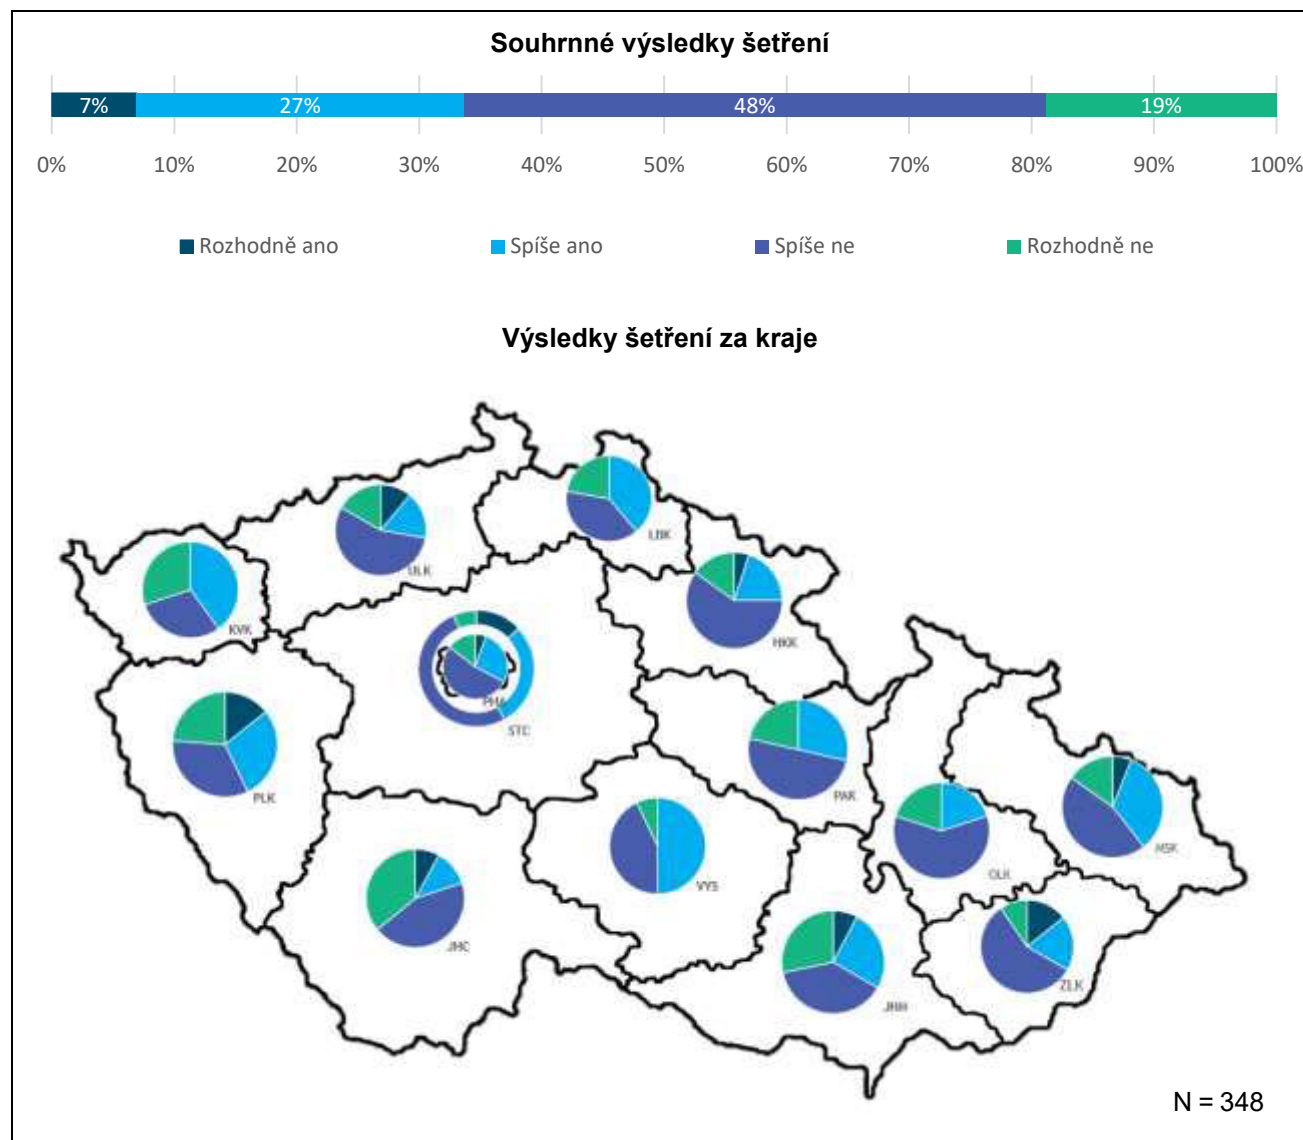 Souhrnné výsledky šetření
7% 27% 48% 19%
0% 10% 20% 30% 40% 50% 60% 70% 80% 90% 100%
Rozhodně ano Spíše ano Spíše ne Rozhodně ne
Výsledky šetření za kraje
LBK
ULK
KVK
HKK
PHA
STC
PLK
PAK
MSK
OLK
VYS
JHC
ZLK
JHM
N = 348